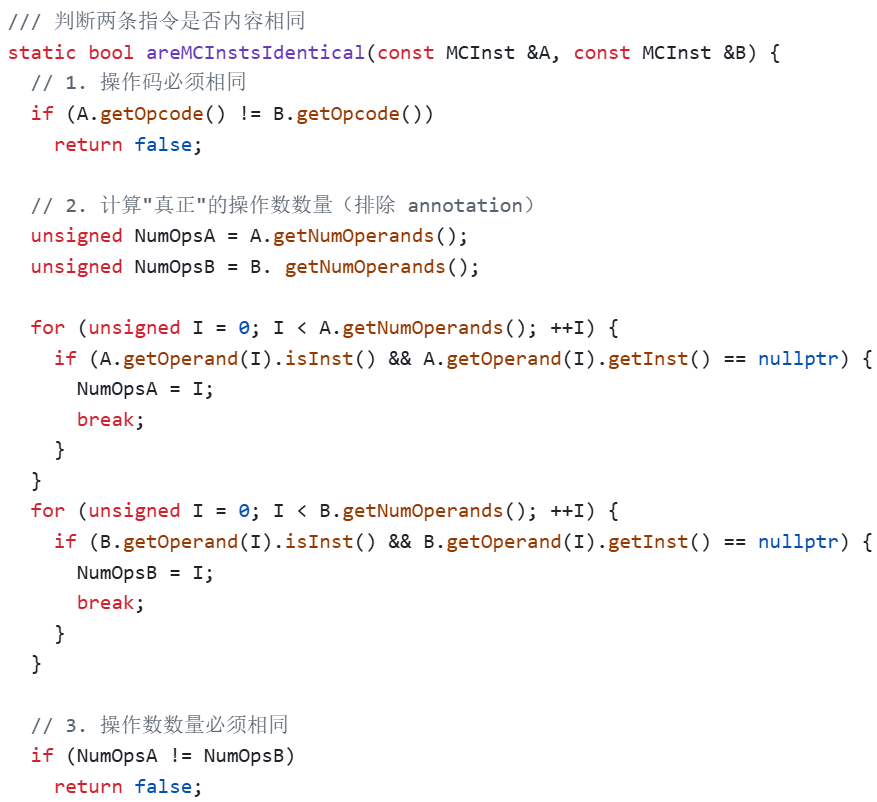 /// 判断两条指令是否内容相同
static bool areMCInstsIdentical(const MCInst &A, const MCInst &B) {
  // 1. 操作码必须相同
  if (A.getOpcode() != B.getOpcode())
    return false;

  // 2. 计算"真正"的操作数数量（排除 annotation）
  unsigned NumOpsA = A.getNumOperands();
  unsigned NumOpsB = B. getNumOperands();

  for (unsigned I = 0; I < A.getNumOperands(); ++I) {
    if (A.getOperand(I).isInst() && A.getOperand(I).getInst() == nullptr) {
      NumOpsA = I;
      break;
    }
  }
  for (unsigned I = 0; I < B.getNumOperands(); ++I) {
    if (B.getOperand(I).isInst() && B.getOperand(I).getInst() == nullptr) {
      NumOpsB = I;
      break;
    }
  }

  // 3. 操作数数量必须相同
  if (NumOpsA != NumOpsB)
    return false;